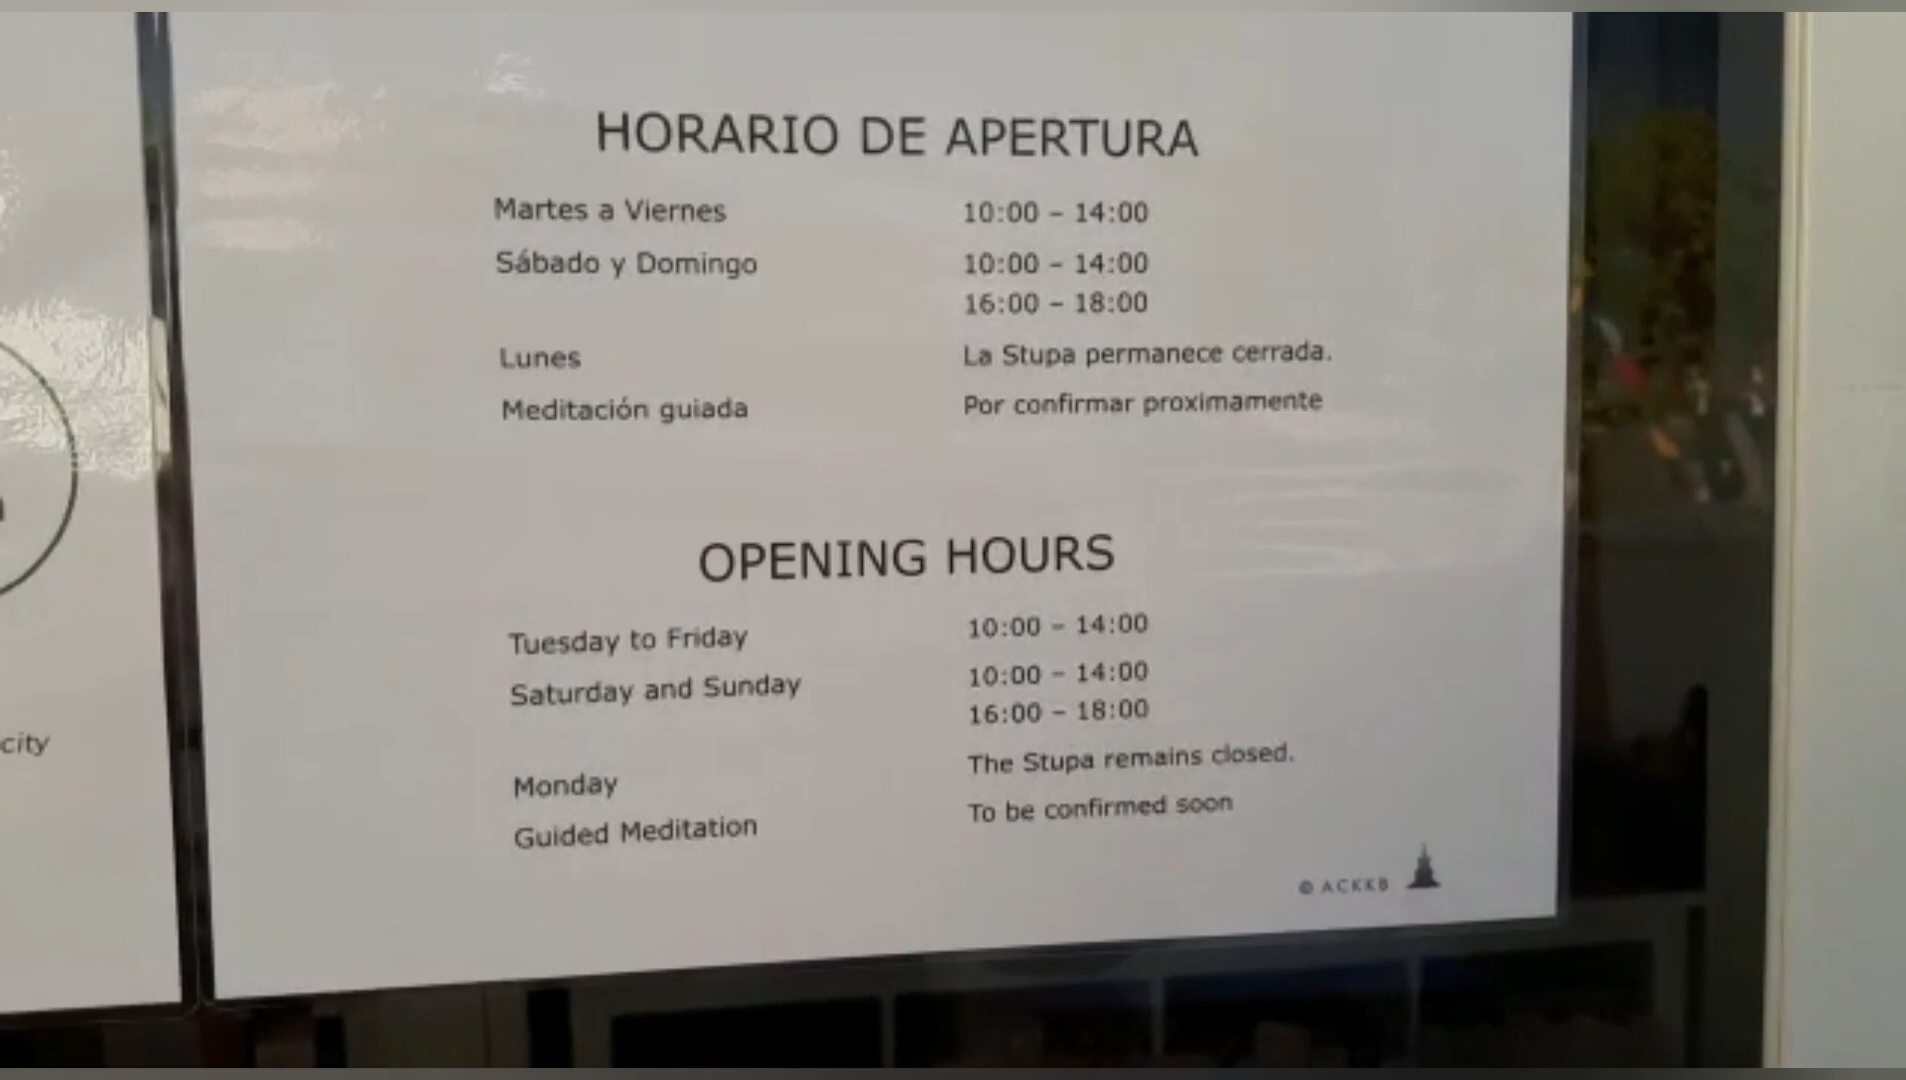 HORARIO DE APERTURA
Martes a Viernes 10:00 – 14:00
Sábado y Domingo 10:00 – 14:00
16:00 – 18:00
Lunes La Stupa permanece cerrada.
Meditación guiada Por confirmar proximamente
OPENING HOURS
Tuesday to Friday 10:00 – 14:00
Saturday and Sunday 10:00 – 14:00
16:00 – 18:00
Monday The Stupa remains closed.
Guided Meditation To be confirmed soon
© ACKKB
city